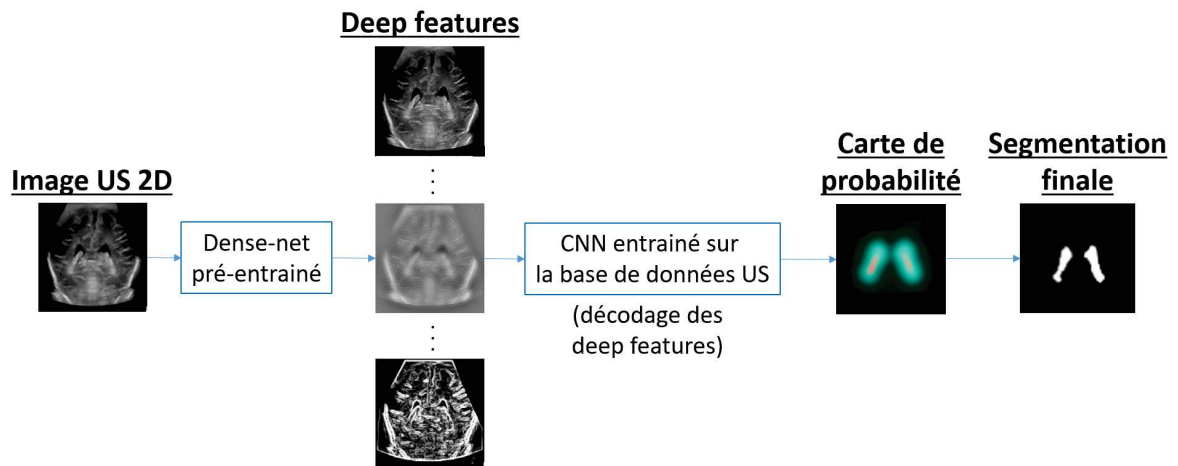 Deep features
Image US 2D
Dense-net
pré-entrainé
CNN entrainé sur
la base de données US
(décodage des
deep features)
Carte de
probabilité
Segmentation
finale